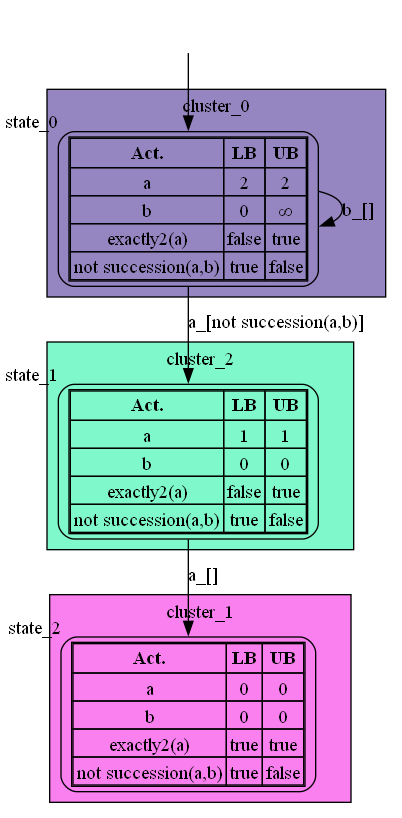 cluster_0
state_0
Act. LB UB
a 2 2
b 0 ∞
b_[]
exactly2(a) false true
not succession(a,b) true false
a_[not succession(a,b)]
cluster_2
state_1
Act. LB UB
a 1 1
b 0 0
exactly2(a) false true
not succession(a,b) true false
a_[]
cluster_1
state_2
Act. LB UB
a 0 0
b 0 0
exactly2(a) true true
not succession(a,b) true false